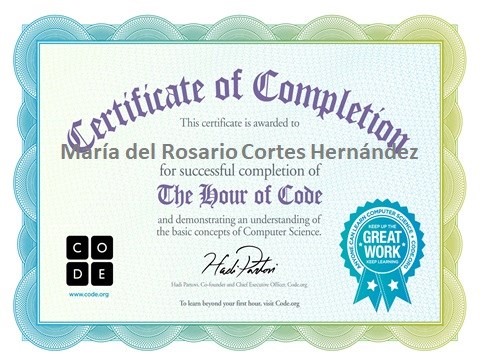 Certificate of Completion
This certificate is awarded to
María del Rosario Cortes Hernández
for successful completion of
The Hour of Code
and demonstrating an understanding of
the basic concepts of Computer Science.
C O
D E
www.code.org
Hadi Partovi
Hadi Partovi, Co-founder and Chief Executive Officer, Code.org
To learn beyond your first hour, visit Code.org
ANYONE CAN LEARN COMPUTER SCIENCE
KEEP UP THE
GREAT
WORK
KEEP LEARNING